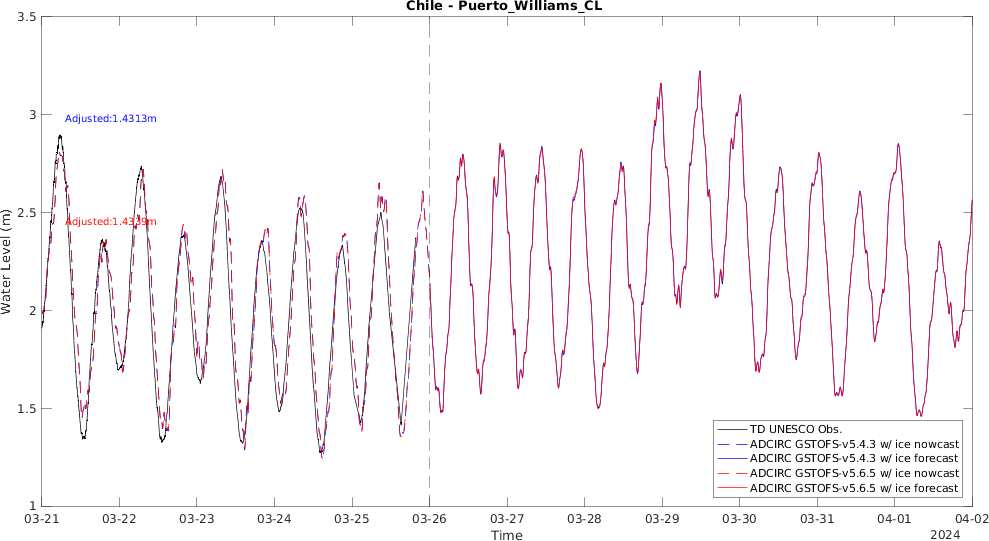 Chile - Puerto_Williams_CL
3.5
3
2.5
2
1.5
1
Water Level (m)
Adjusted:1.4313m
Adjusted:1.4339m
TD UNESCO Obs.
ADCIRC GSTOFS-v5.4.3 w/ ice nowcast
ADCIRC GSTOFS-v5.4.3 w/ ice forecast
ADCIRC GSTOFS-v5.6.5 w/ ice nowcast
ADCIRC GSTOFS-v5.6.5 w/ ice forecast
03-21 03-22 03-23 03-24 03-25 03-26 03-27 03-28 03-29 03-30 03-31 04-01 04-02
Time
2024